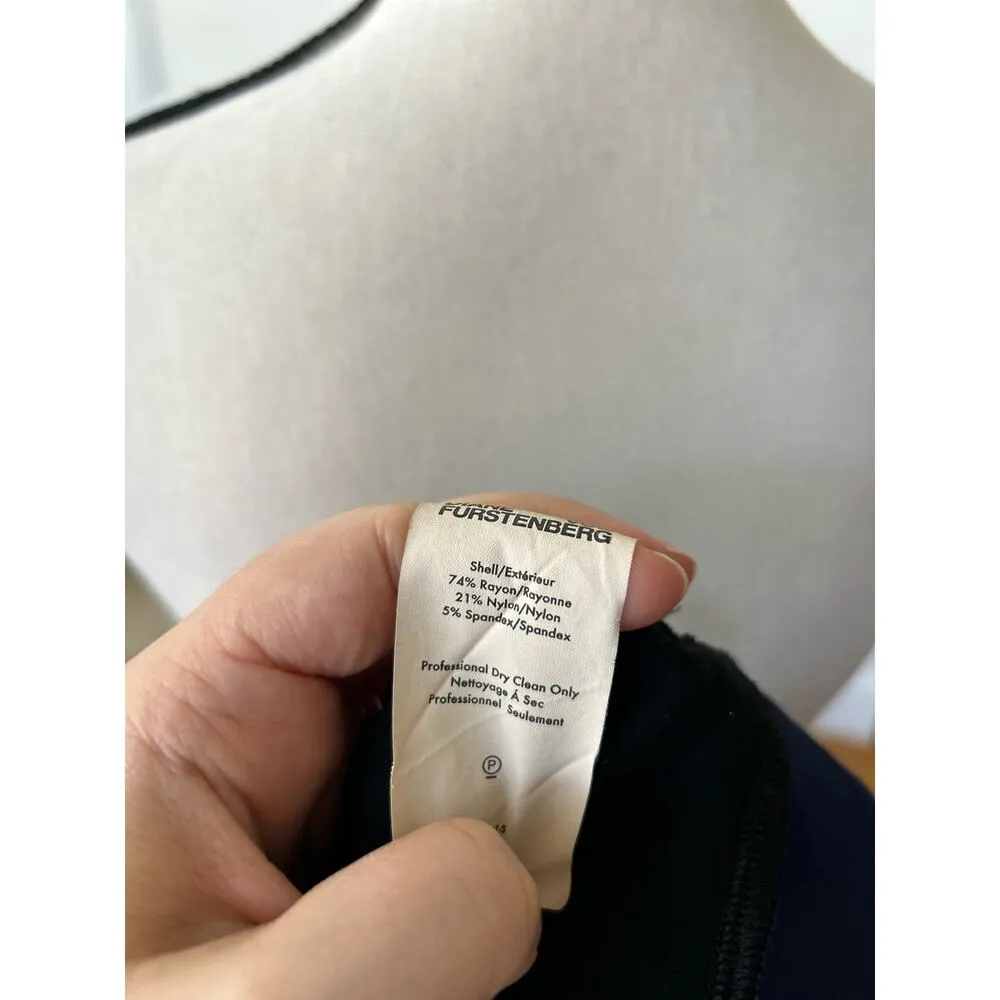 DIANE
FURSTENBERG
Shell/Extérieur
74% Rayon/Rayonne
21% Nylon/Nylon
5% Spandex/Spandex
Professional Dry Clean Only
Nettoyage À Sec
Professionnel Seulement
P